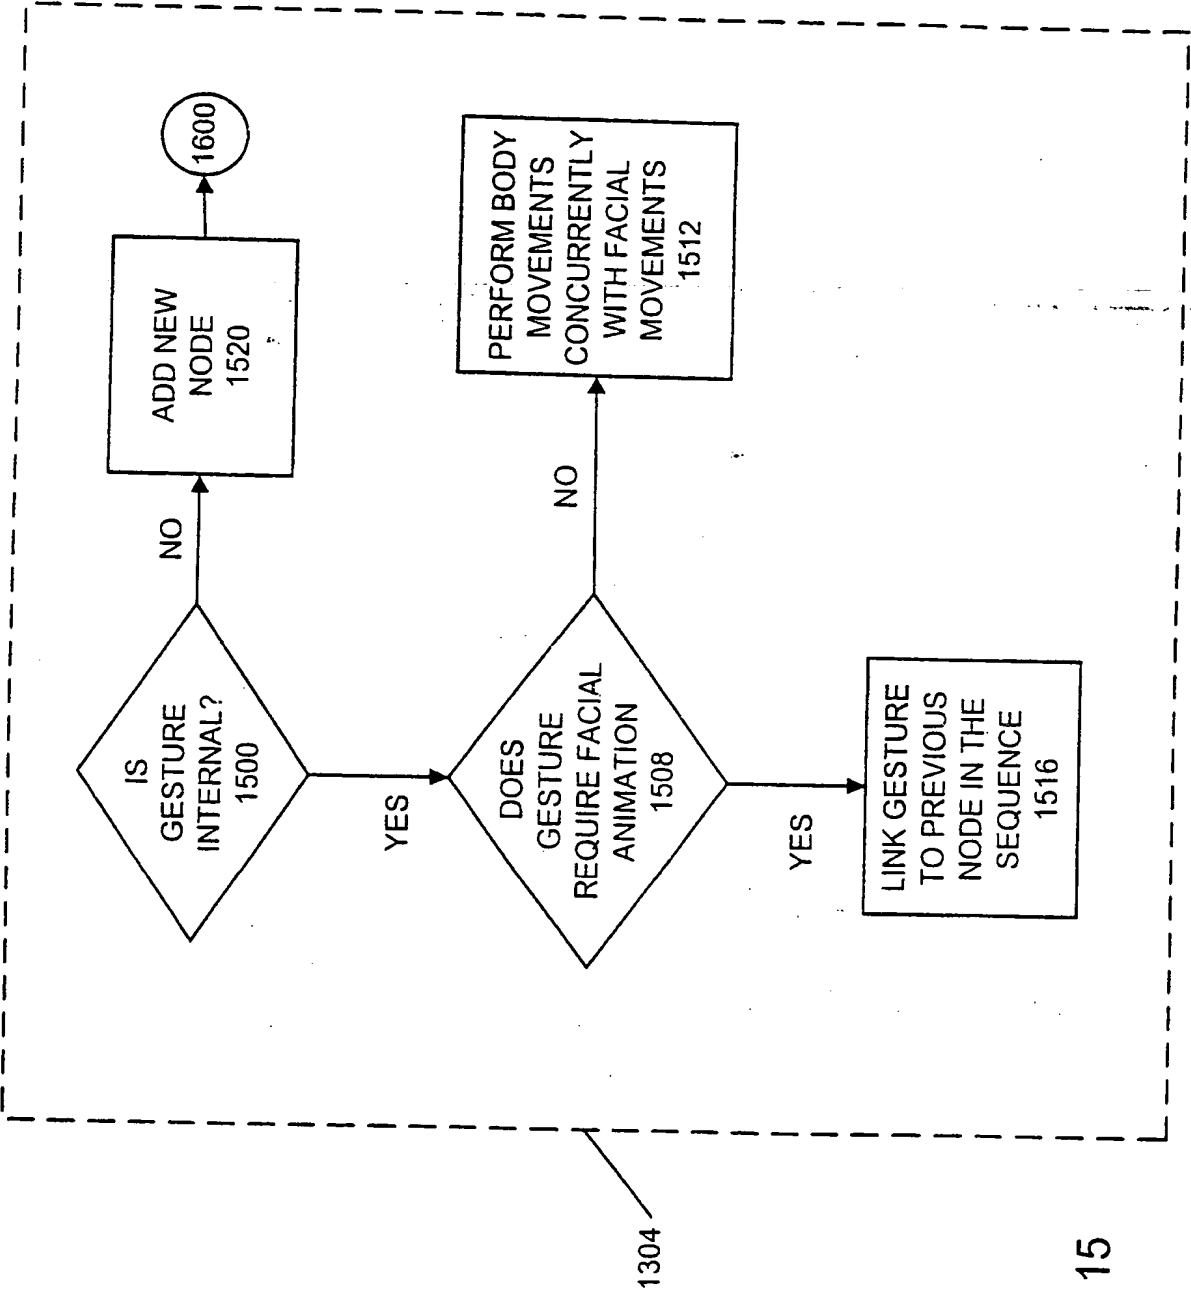 IS
GESTURE
INTERNAL?
1500
NO
ADD NEW
NODE
1520
1600
YES
DOES
GESTURE
REQUIRE FACIAL
ANIMATION
1508
NO
PERFORM BODY
MOVEMENTS
CONCURRENTLY
WITH FACIAL
MOVEMENTS
1512
YES
LINK GESTURE
TO PREVIOUS
NODE IN THE
SEQUENCE
1516
1304
15